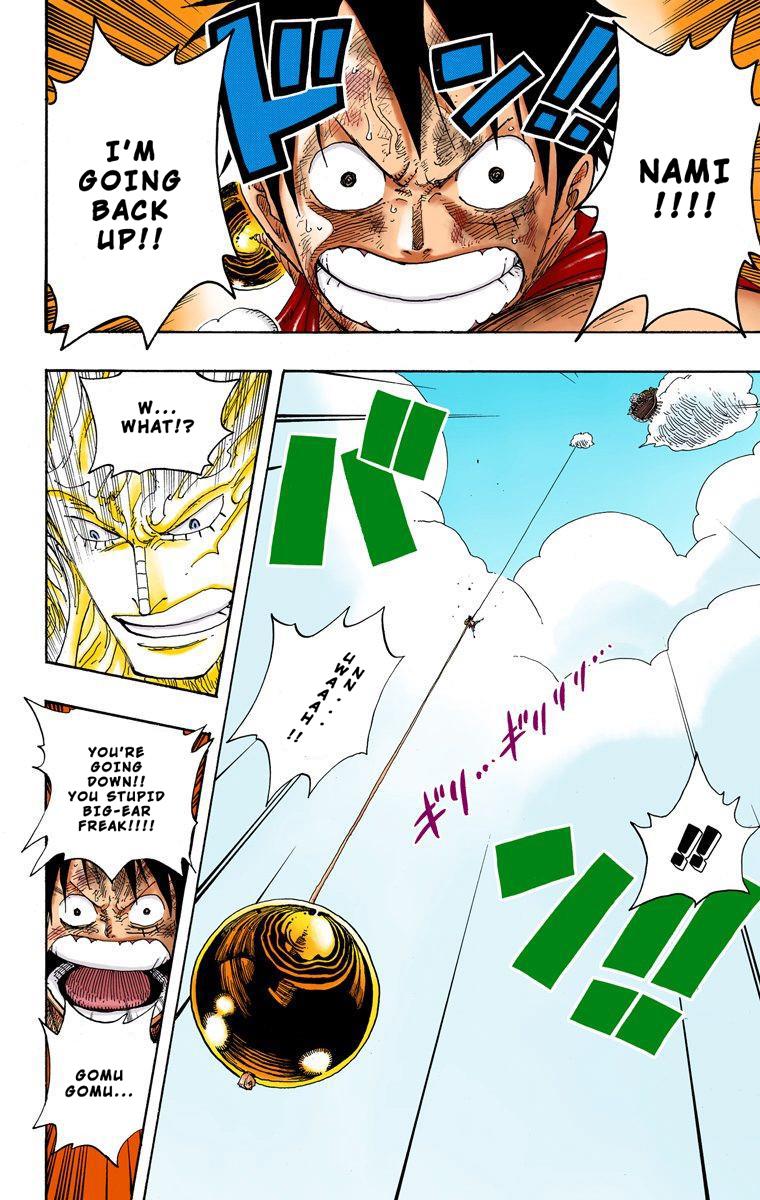 NAMI
!!!!
ドン!!
I'M
GOING
BACK
UP!!
バン!!
ギリ…ギリリリ…
!!
NN...
UWAAAH!!
W...
WHAT!?
YOU'RE
GOING
DOWN!!
YOU STUPID
BIG-EAR
FREAK!!!!
GOMU
GOMU...